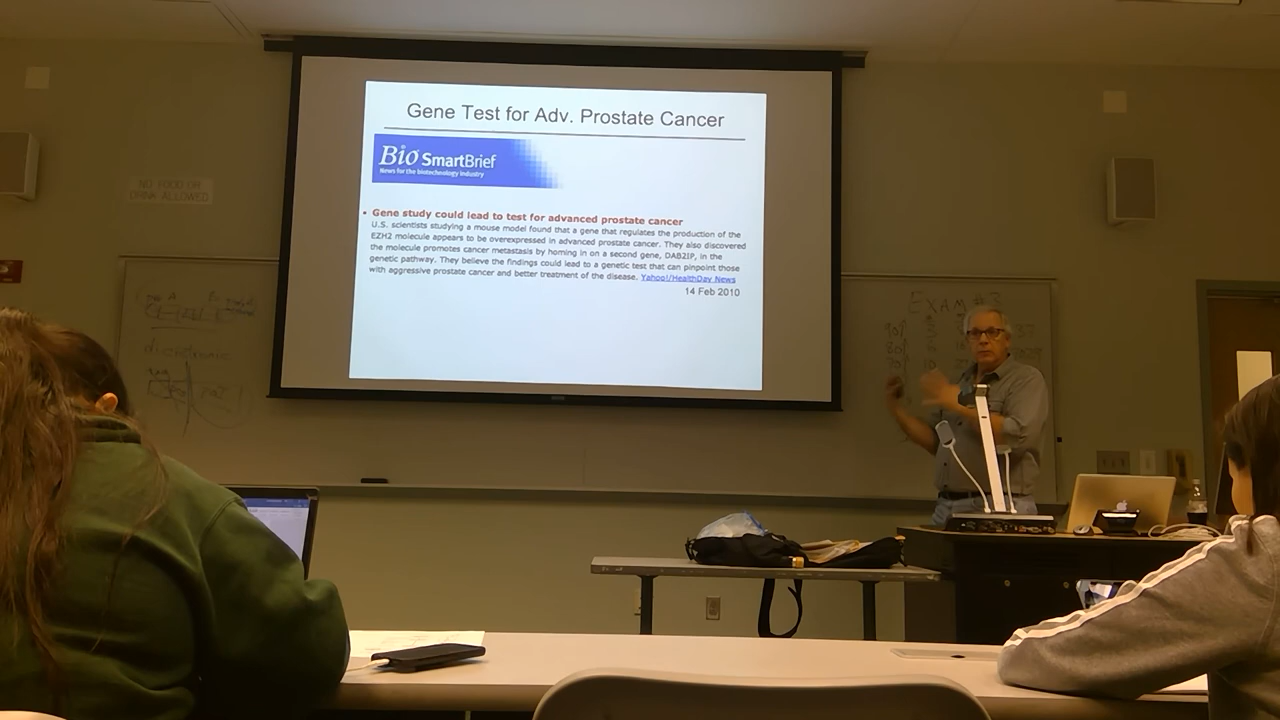 Gene Test for Adv. Prostate Cancer
Bio SmartBrief
News for the biotechnology industry
• Gene study could lead to test for advanced prostate cancer
U.S. scientists studying a mouse model found that a gene that regulates the production of the
EZH2 molecule appears to be overexpressed in advanced prostate cancer. They also discovered
the molecule promotes cancer metastasis by homing in on a second gene, DAB2IP, in the
genetic pathway. They believe the findings could lead to a genetic test that can pinpoint those
with aggressive prostate cancer and better treatment of the disease. Yahoo!/HealthDay News
14 Feb 2010
NO FOOD OR
DRINK ALLOWED
EXAM #3
90
80